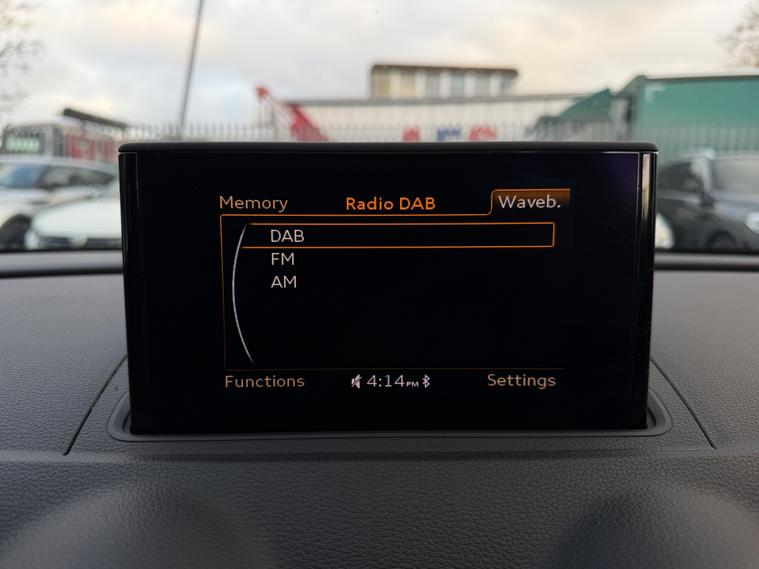 Memory Radio DAB Waveb.
DAB
FM
AM
Functions 4:14PM Settings